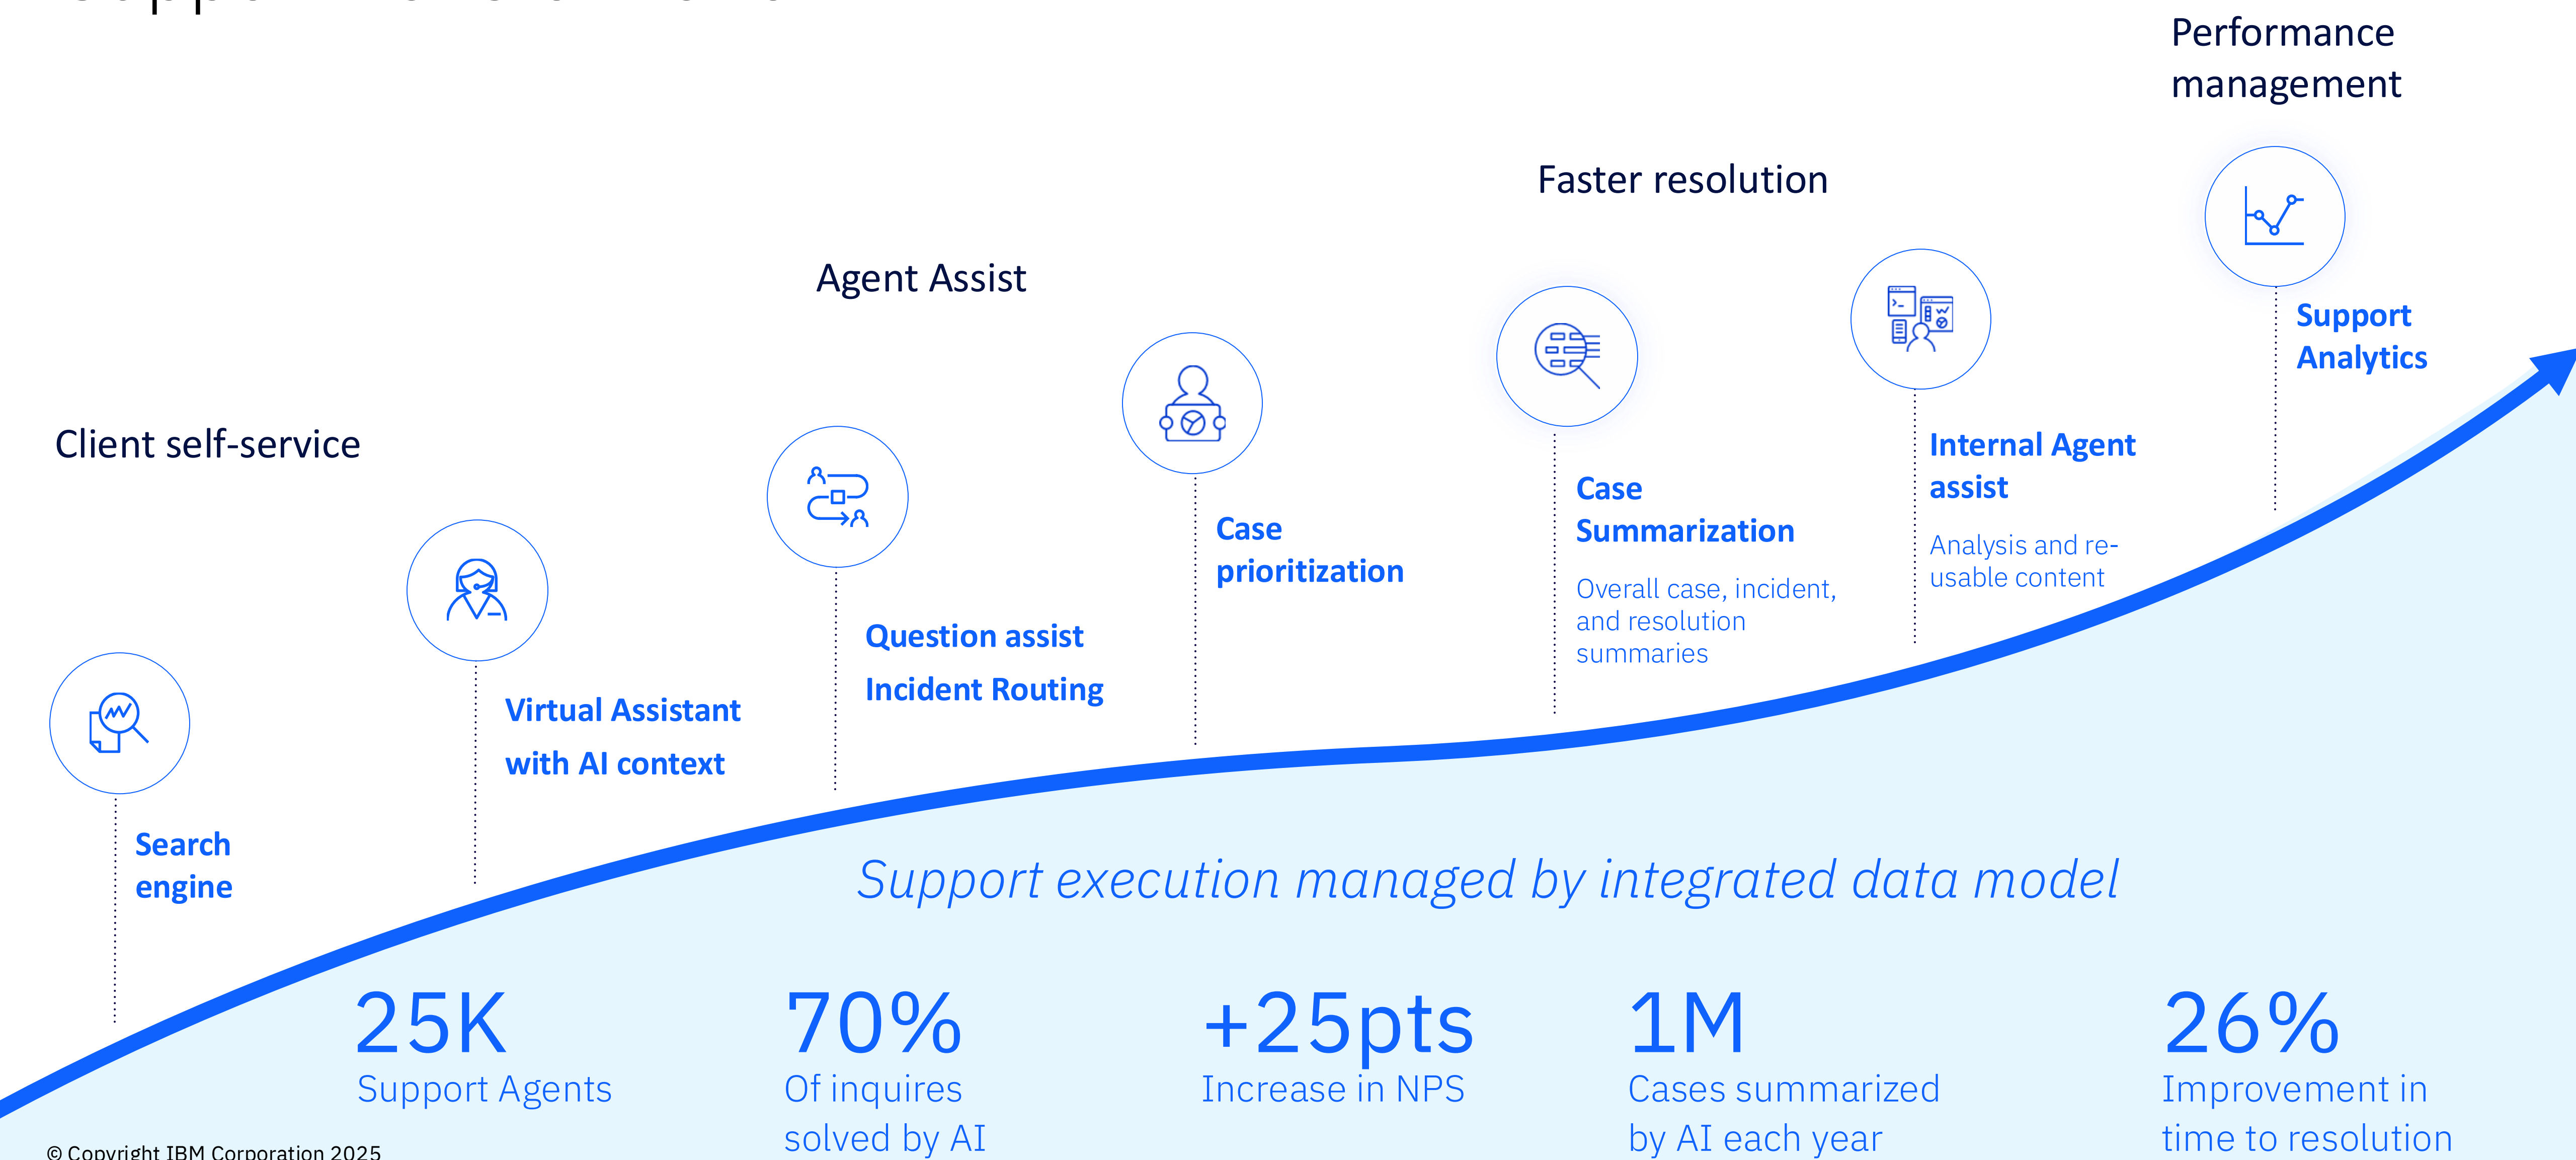 Performance
management
Faster resolution
Agent Assist
Client self-service
Support
Analytics
Internal Agent
assist
Analysis and re-
usable content
Case
Summarization
Overall case, incident,
and resolution
summaries
Case
prioritization
Question assist
Incident Routing
Virtual Assistant
with AI context
Search
engine
Support execution managed by integrated data model
25K
Support Agents
70%
Of inquires
solved by AI
+25pts
Increase in NPS
1M
Cases summarized
by AI each year
26%
Improvement in
time to resolution
© Copyright IBM Corporation 2025